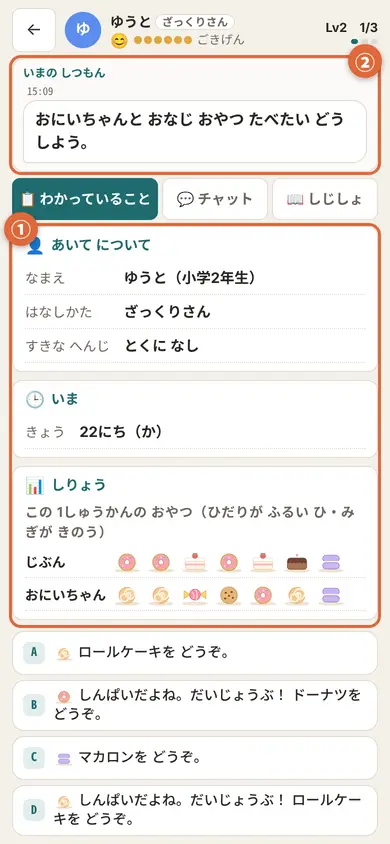 ←
ゆ
ゆうと ざっくりさん
ごきげん
Lv2 1/3
②
いまの しつもん
15:09
おにいちゃんと おなじ おやつ たべたい どう
しよう。
📋 わかっていること
💬 チャット
📖 しじしょ
①
👤 あいて について
なまえ ゆうと（小学2年生）
はなしかた ざっくりさん
すきな へんじ とくに なし
🕒 いま
きょう 22にち（か）
📊 しりょう
この 1しゅうかんの おやつ（ひだりが ふるい ひ・み
ぎが きのう）
じぶん
おにいちゃん
A ロールケーキを どうぞ。
B しんぱいだよね。だいじょうぶ！ ドーナツを
どうぞ。
C マカロンを どうぞ。
D しんぱいだよね。だいじょうぶ！ ロールケー
キを どうぞ。